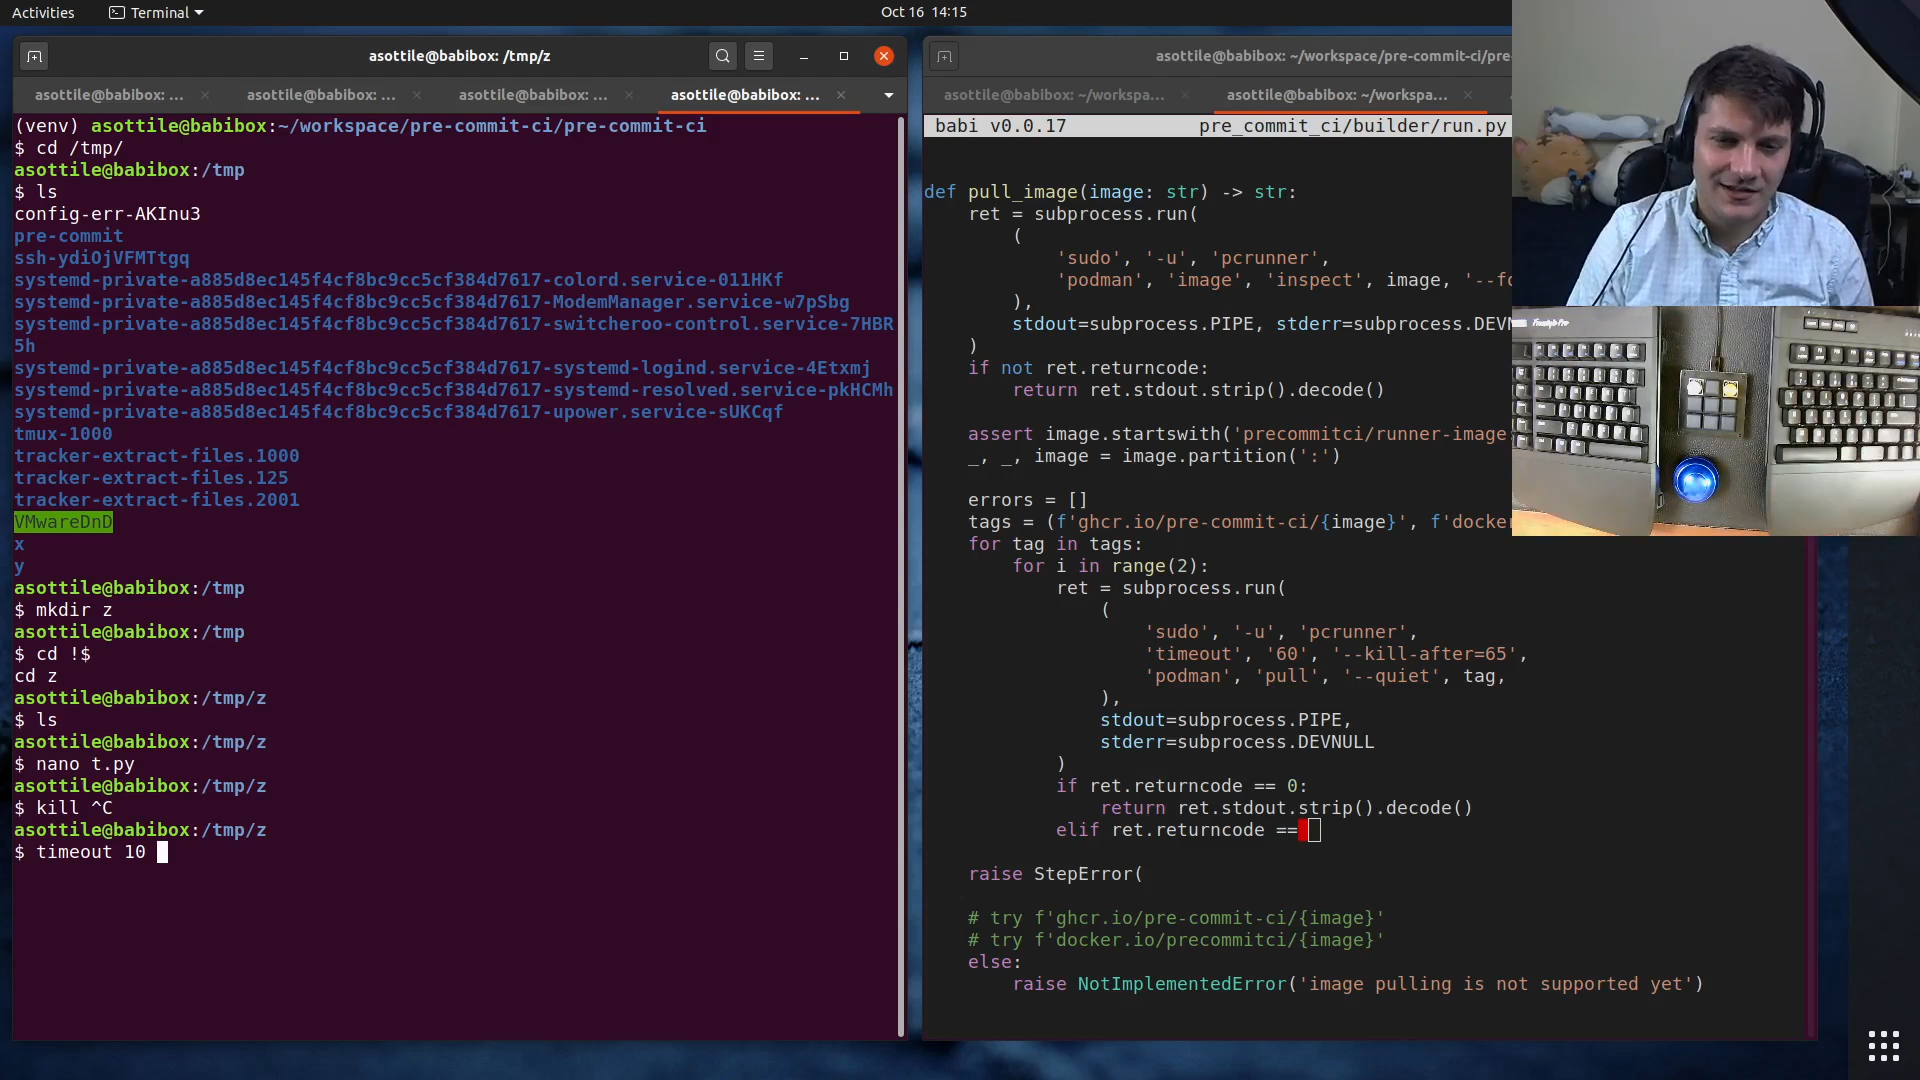 Activities
Terminal
Oct 16 14:15
asottile@babibox: /tmp/z
asottile@babibox: ...
asottile@babibox: ...
asottile@babibox: ...
asottile@babibox: ...
(venv) asottile@babibox:~/workspace/pre-commit-ci/pre-commit-ci
$ cd /tmp/
asottile@babibox:/tmp
$ ls
config-err-AKInu3
pre-commit
ssh-ydiOjVFMTtgq
systemd-private-a885d8ec145f4cf8bc9cc5cf384d7617-colord.service-011HKf
systemd-private-a885d8ec145f4cf8bc9cc5cf384d7617-ModemManager.service-w7pSbg
systemd-private-a885d8ec145f4cf8bc9cc5cf384d7617-switcheroo-control.service-7HBR
5h
systemd-private-a885d8ec145f4cf8bc9cc5cf384d7617-systemd-logind.service-4Etxmj
systemd-private-a885d8ec145f4cf8bc9cc5cf384d7617-systemd-resolved.service-pkHCMh
systemd-private-a885d8ec145f4cf8bc9cc5cf384d7617-upower.service-sUKCqf
tmux-1000
tracker-extract-files.1000
tracker-extract-files.125
tracker-extract-files.2001
VMwareDnD
x
y
asottile@babibox:/tmp
$ mkdir z
asottile@babibox:/tmp
$ cd !$
cd z
asottile@babibox:/tmp/z
$ ls
asottile@babibox:/tmp/z
$ nano t.py
asottile@babibox:/tmp/z
$ kill ^C
asottile@babibox:/tmp/z
$ timeout 10
asottile@babibox: ~/workspace/pre-commit-ci/pre-
asottile@babibox: ~/workspa...
asottile@babibox: ~/workspa...
babi v0.0.17 pre_commit_ci/builder/run.py
def pull_image(image: str) -> str:
    ret = subprocess.run(
        (
            'sudo', '-u', 'pcrunner',
            'podman', 'image', 'inspect', image, '--fo
        ),
        stdout=subprocess.PIPE, stderr=subprocess.DEVN
    )
    if not ret.returncode:
        return ret.stdout.strip().decode()
    assert image.startswith('precommitci/runner-image:
    _, _, image = image.partition(':')
    errors = []
    tags = (f'ghcr.io/pre-commit-ci/{image}', f'docker
    for tag in tags:
        for i in range(2):
            ret = subprocess.run(
                (
                    'sudo', '-u', 'pcrunner',
                    'timeout', '60', '--kill-after=65',
                    'podman', 'pull', '--quiet', tag,
                ),
                stdout=subprocess.PIPE,
                stderr=subprocess.DEVNULL
            )
            if ret.returncode == 0:
                return ret.stdout.strip().decode()
            elif ret.returncode ==
    raise StepError(
    # try f'ghcr.io/pre-commit-ci/{image}'
    # try f'docker.io/precommitci/{image}'
    else:
        raise NotImplementedError('image pulling is not supported yet')